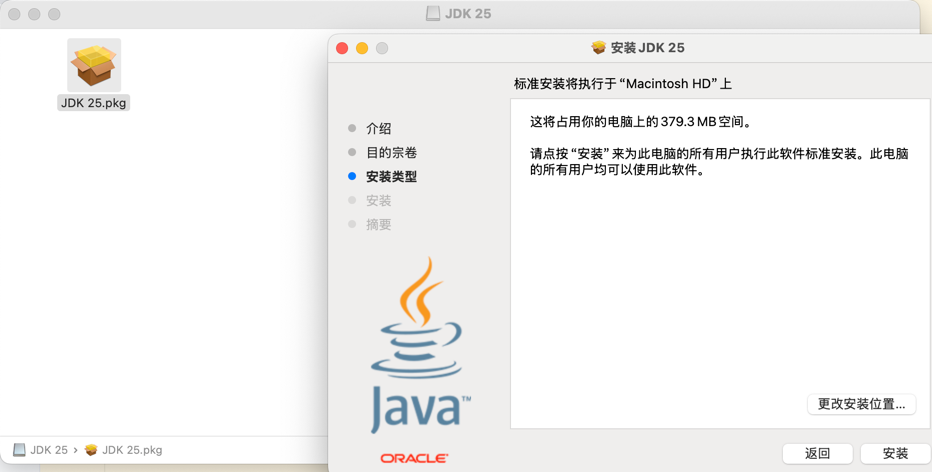 JDK 25
JDK 25.pkg
安装 JDK 25
标准安装将执行于“Macintosh HD”上
介绍
目的宗卷
安装类型
安装
摘要
这将占用你的电脑上的 379.3 MB 空间。
请点按“安装”来为此电脑的所有用户执行此软件标准安装。此电脑
的所有用户均可以使用此软件。
Java™
ORACLE®
更改安装位置...
返回
安装
JDK 25 › JDK 25.pkg